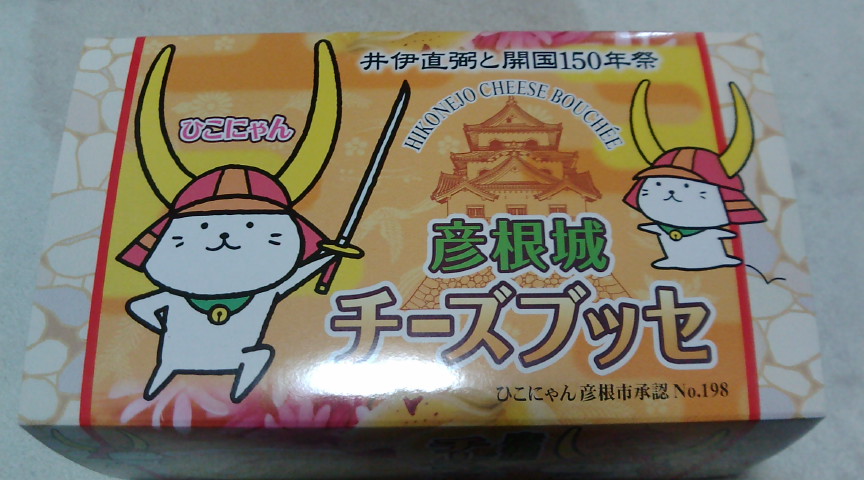 井伊直弼と開国150年祭
ひこにゃん
HIKONEJO CHEESE BOUCHÉE
彦根城
チーズブッセ
ひこにゃん 彦根市承認 No.198